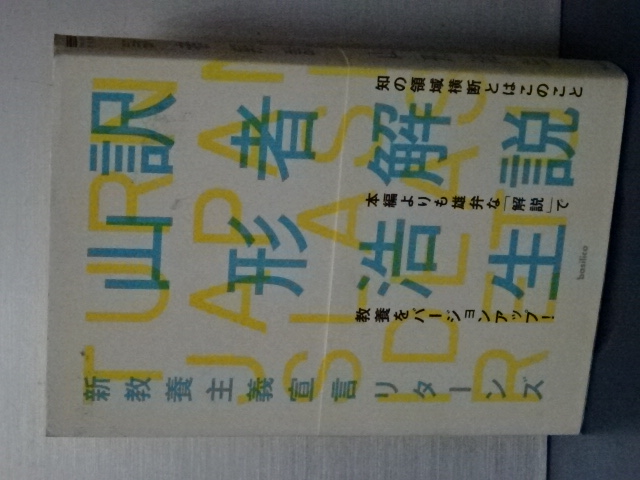 訳者解説
山形浩生
新教養主義宣言リターンズ
知の領域横断とはこのこと
本編よりも雄弁な「解説」で
教養をバージョンアップ!
basilico